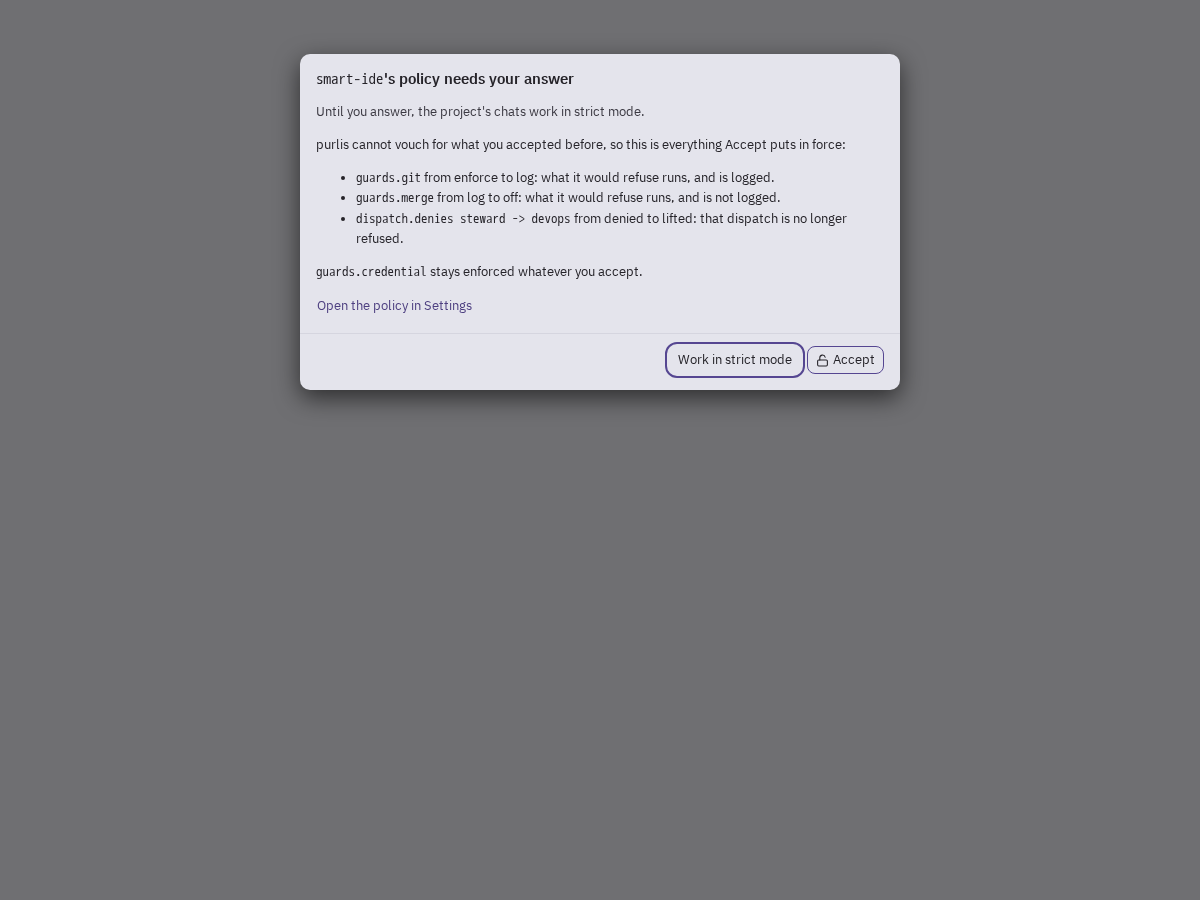 smart-ide's policy needs your answer
Until you answer, the project's chats work in strict mode.
purlis cannot vouch for what you accepted before, so this is everything Accept puts in force:
• guards.git from enforce to log: what it would refuse runs, and is logged.
• guards.merge from log to off: what it would refuse runs, and is not logged.
• dispatch.denies steward -> devops from denied to lifted: that dispatch is no longer
refused.
guards.credential stays enforced whatever you accept.
Open the policy in Settings
Work in strict mode
Accept